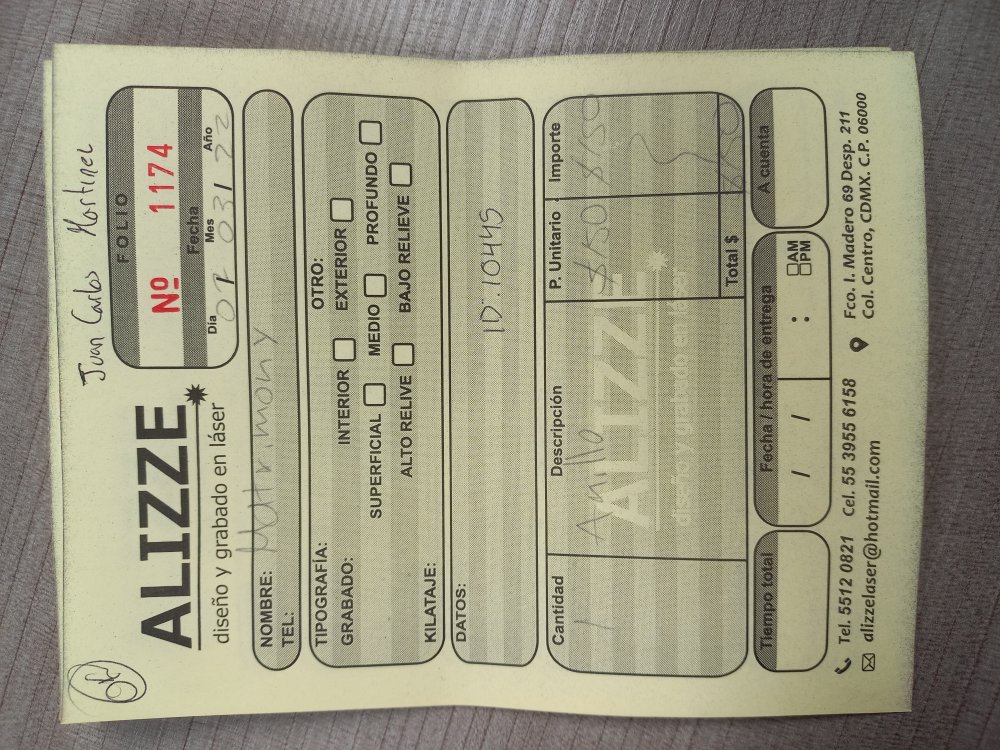 Juan Carlos Martinez
ALIZZE
diseño y grabado en láser
FOLIO
Nº 1174
Fecha
Día Mes Año
07 03 22
NOMBRE: Matrimony
TEL:
TIPOGRAFÍA: OTRO:
GRABADO: INTERIOR EXTERIOR
SUPERFICIAL MEDIO PROFUNDO
ALTO RELIVE BAJO RELIEVE
KILATAJE:
DATOS:
ID: 10445
Cantidad Descripción P. Unitario Importe
1 Anillo $150 $150
ALIZZE
diseño y grabado en láser
Total $ 150
Tiempo total Fecha / hora de entrega A cuenta
/ / : AM
PM
Tel. 5512 0821 Cel. 55 3955 6158 Fco. I. Madero 69 Desp. 211
alizzelaser@hotmail.com Col. Centro, CDMX. C.P. 06000